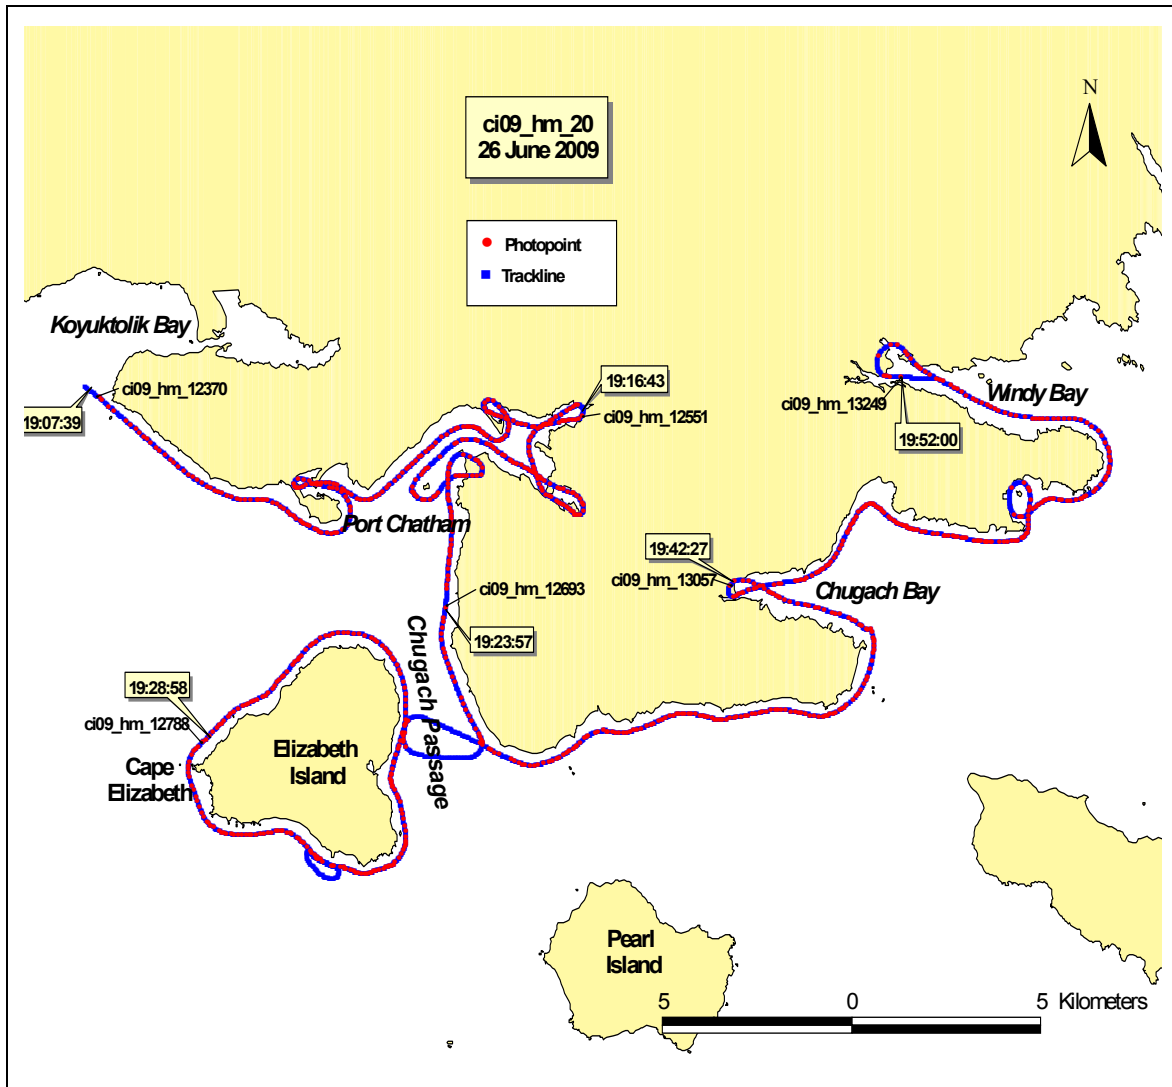 ci09_hm_20
26 June 2009
N
Photopoint
Trackline
Koyuktolik Bay
ci09_hm_12370
19:07:39
19:16:43
ci09_hm_12551
Windy Bay
ci09_hm_13249
19:52:00
Port Chatham
19:42:27
ci09_hm_13057
Chugach Bay
ci09_hm_12693
19:23:57
Chugach Passage
19:28:58
ci09_hm_12788
Elizabeth
Island
Cape
Elizabeth
Pearl
Island
5 0 5 Kilometers